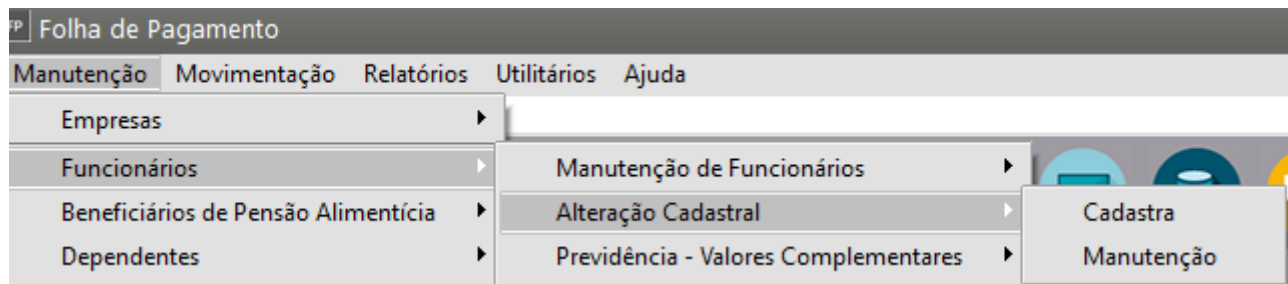 FP Folha de Pagamento
Manutenção Movimentação Relatórios Utilitários Ajuda
Empresas
Funcionários
Beneficiários de Pensão Alimentícia
Dependentes
Manutenção de Funcionários
Alteração Cadastral
Previdência - Valores Complementares
Cadastra
Manutenção